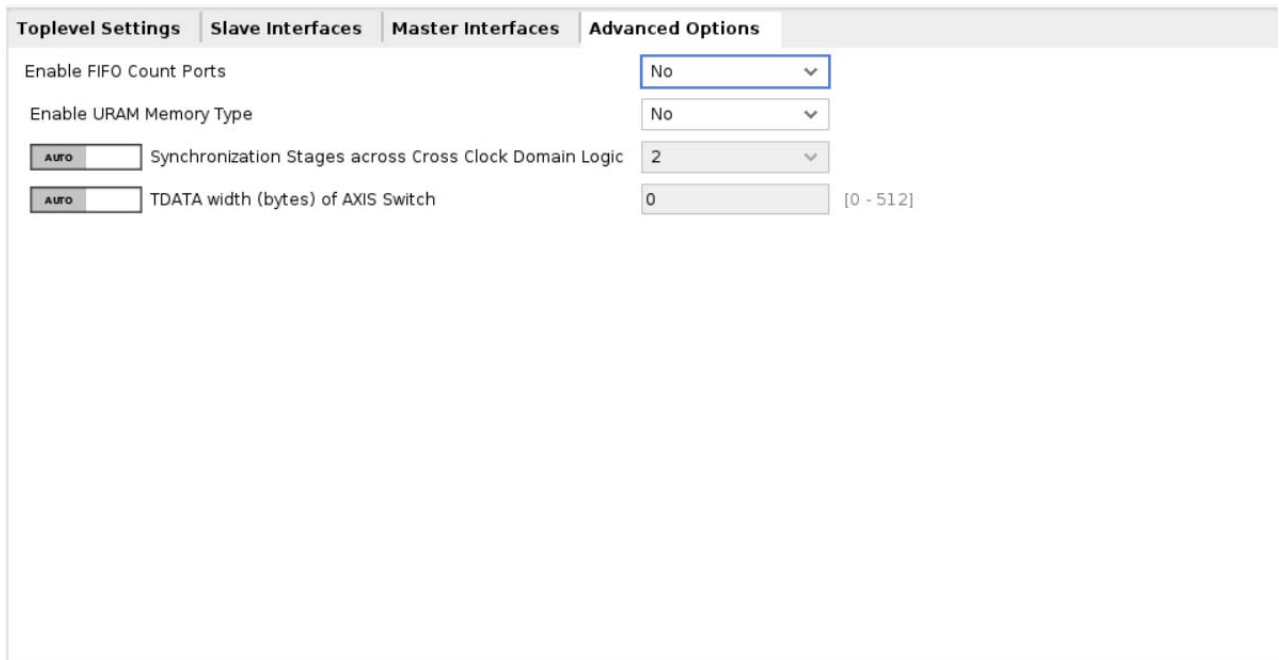 Toplevel Settings Slave Interfaces Master Interfaces Advanced Options
Enable FIFO Count Ports No
Enable URAM Memory Type No
AUTO Synchronization Stages across Cross Clock Domain Logic 2
AUTO TDATA width (bytes) of AXIS Switch 0 [0 - 512]